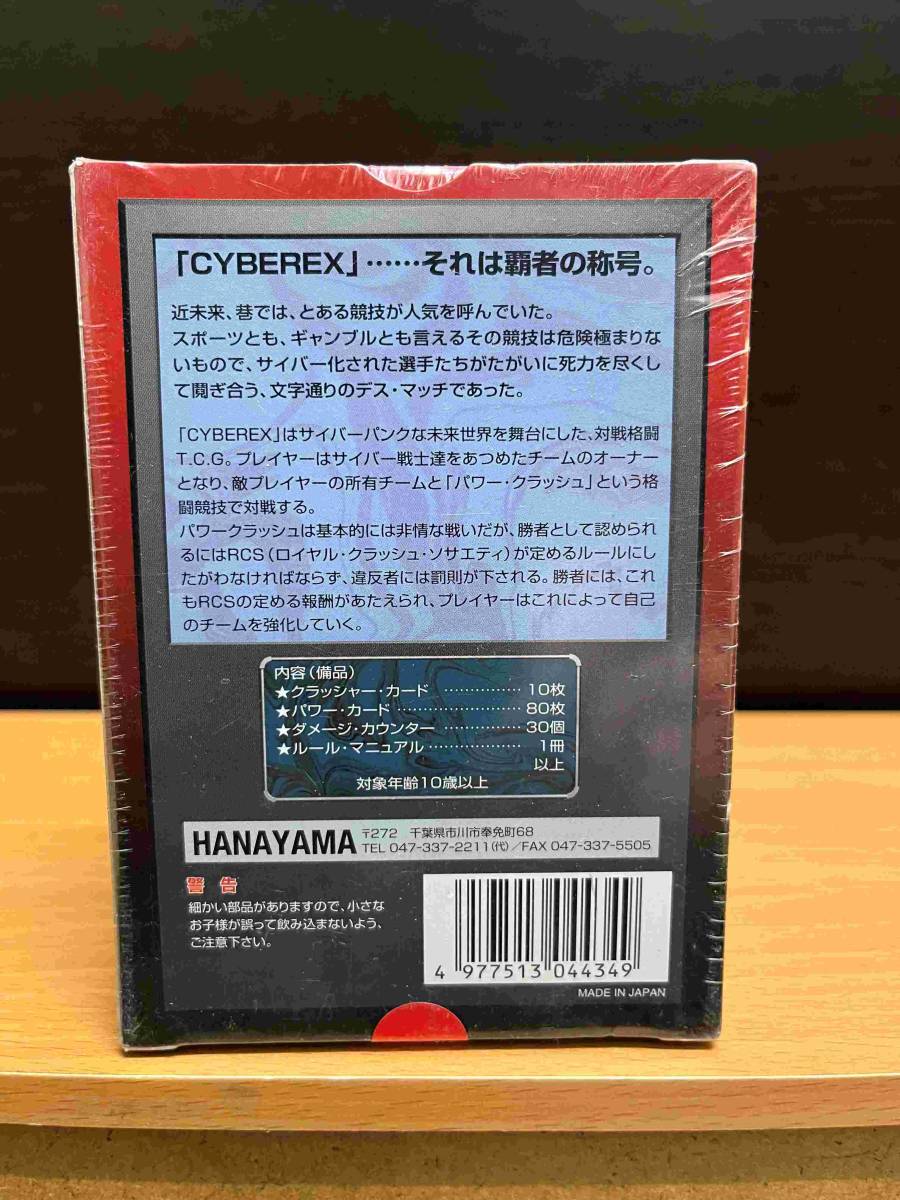 「CYBEREX」……それは覇者の称号。
近未来、巷では、とある競技が人気を呼んでいた。
スポーツとも、ギャンブルとも言えるその競技は危険極まりな
いもので、サイバー化された選手たちがたがいに死力を尽くし
て鬩ぎ合う、文字通りのデス・マッチであった。
「CYBEREX」はサイバーパンクな未来世界を舞台にした、対戦格闘
T.C.G。プレイヤーはサイバー戦士達をあつめたチームのオーナー
となり、敵プレイヤーの所有チームと「パワー・クラッシュ」という格
闘競技で対戦する。
パワークラッシュは基本的には非情な戦いだが、勝者として認められ
るにはRCS（ロイヤル・クラッシュ・ソサエティ）が定めるルールにし
たがわなければならず、違反者には罰則が下される。勝者には、これ
もRCSの定める報酬があたえられ、プレイヤーはこれによって自己
のチームを強化していく。
内容（備品）
★クラッシャー・カード ……………… 10枚
★パワー・カード ……………… 80枚
★ダメージ・カウンター ……………… 30個
★ルール・マニュアル ……………… 1冊
以上
対象年齢10歳以上
HANAYAMA 〒272 千葉県市川市奉免町68
TEL 047-337-2211（代）／FAX 047-337-5505
警告
細かい部品がありますので、小さな
お子様が誤って飲み込まないよう、
ご注意下さい。
4 977513 044349
MADE IN JAPAN